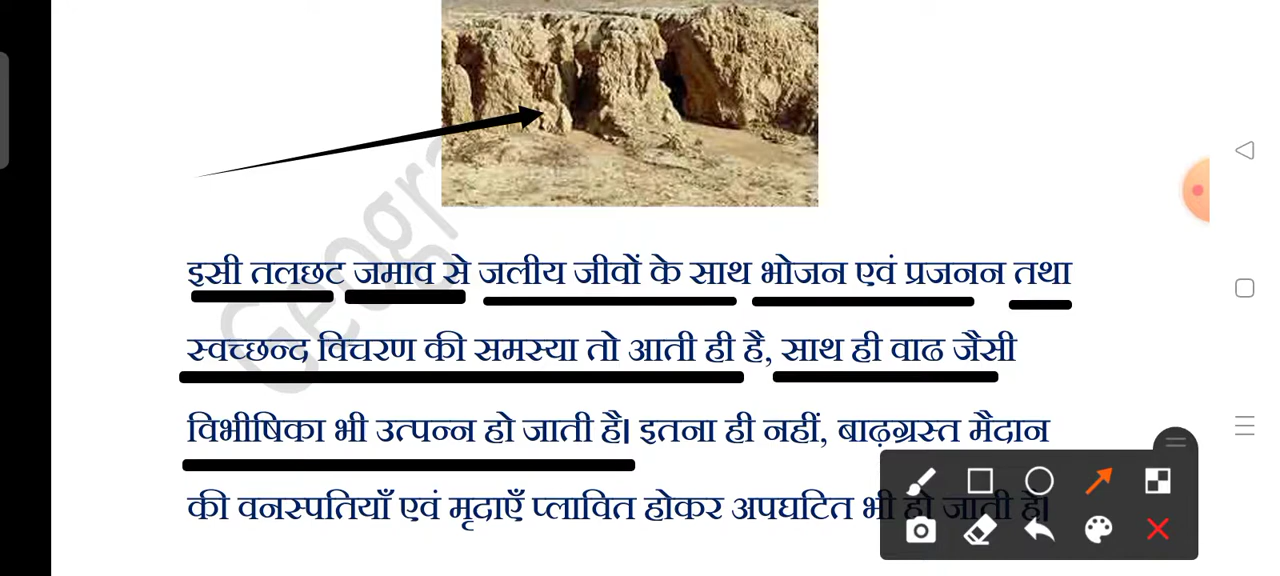 Geogra
इसी तलछट जमाव से जलीय जीवों के साथ भोजन एवं प्रजनन तथा
स्वच्छन्द विचरण की समस्या तो आती ही है, साथ ही वाढ जैसी
विभीषिका भी उत्पन्न हो जाती है। इतना ही नहीं, बाढ़ग्रस्त मैदान
की वनस्पतियाँ एवं मृदाएँ प्लावित होकर अपघटित भी हो जाती है।